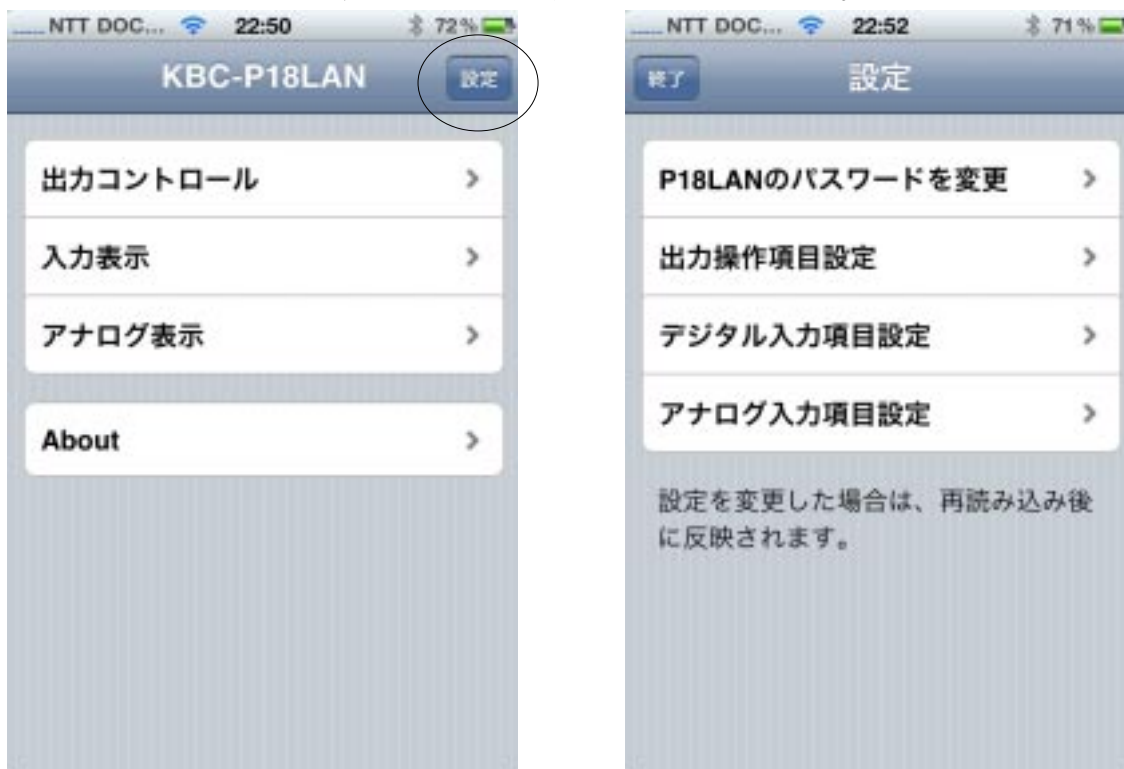 NTT DOC... 22:50 72%
KBC-P18LAN 設定
出力コントロール
入力表示
アナログ表示
About
NTT DOC... 22:52 71%
終了 設定
P18LANのパスワードを変更
出力操作項目設定
デジタル入力項目設定
アナログ入力項目設定
設定を変更した場合は、再読み込み後
に反映されます。